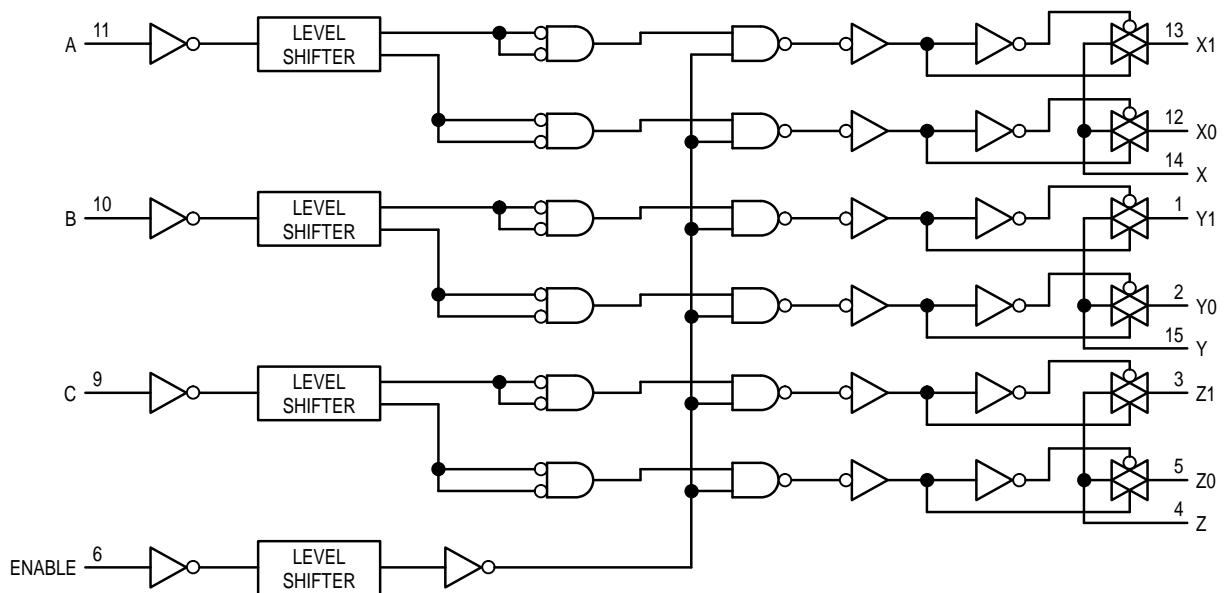 A 11 LEVEL SHIFTER 13 X1
12 X0
14 X
B 10 LEVEL SHIFTER 1 Y1
2 Y0
15 Y
C 9 LEVEL SHIFTER 3 Z1
5 Z0
4 Z
ENABLE 6 LEVEL SHIFTER